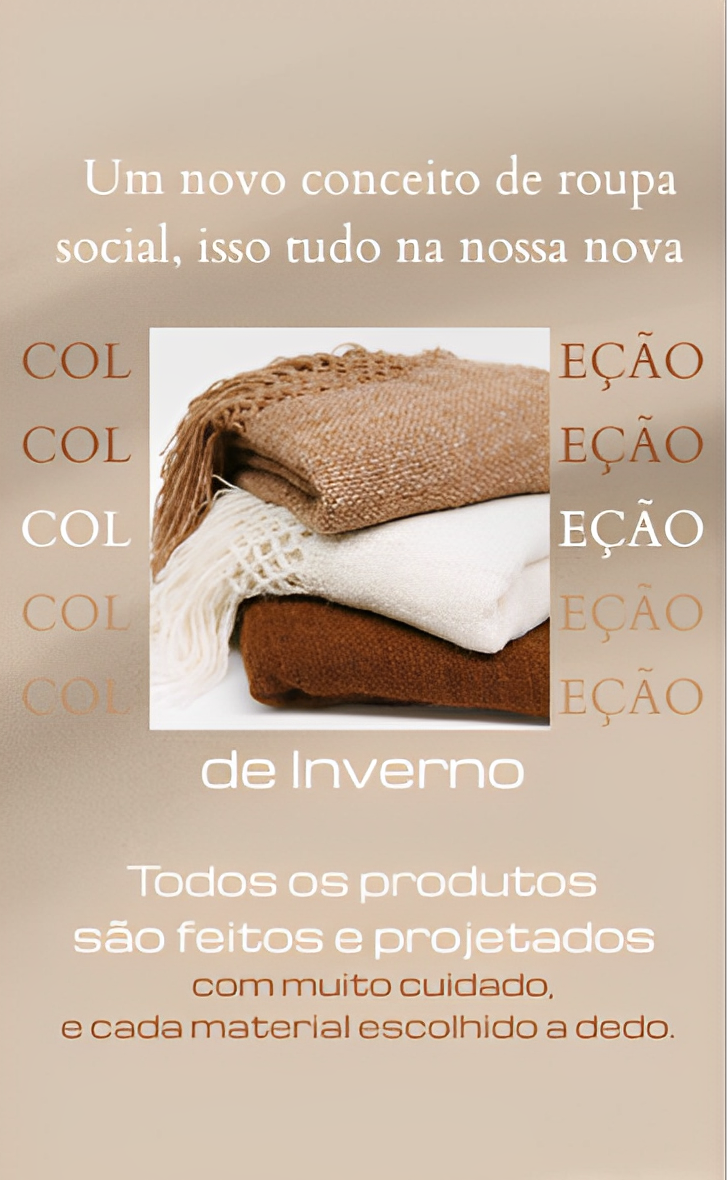 Um novo conceito de roupa
social, isso tudo na nossa nova
COL EÇÃO
COL EÇÃO
COL EÇÃO
COL EÇÃO
COL EÇÃO
de Inverno
Todos os produtos
são feitos e projetados
com muito cuidado,
e cada material escolhido a dedo.